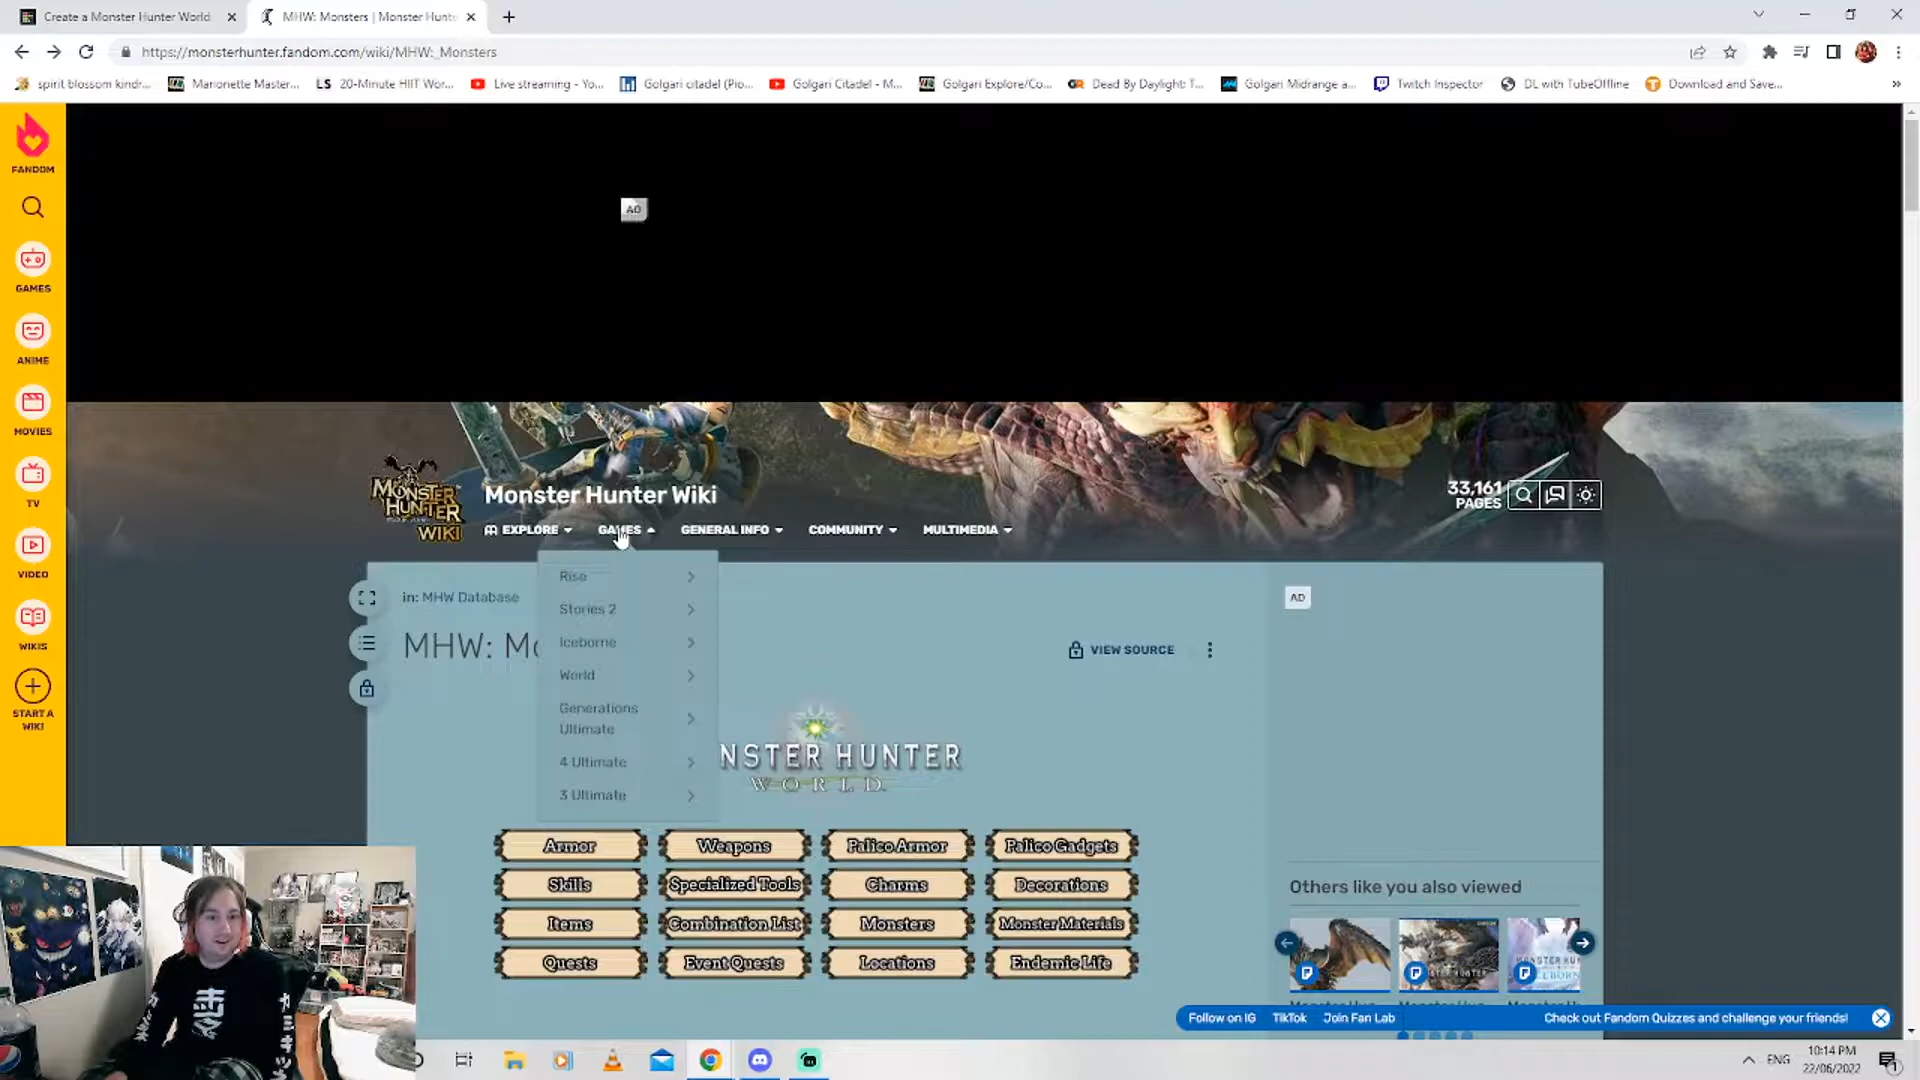 Create a Monster Hunter World
MHW: Monsters | Monster Hunt
https://monsterhunter.fandom.com/wiki/MHW:_Monsters
spirit blossom kindr...
Marionette Master...
LS 20-Minute HIIT Wor...
Live streaming - Yo...
Golgari citadel (Pio...
Golgari Citadel - M...
Golgari Explore/Co...
Dead By Daylight: T...
Golgari Midrange a...
Twitch Inspector
DL with TubeOffline
Download and Save...
FANDOM
GAMES
ANIME
MOVIES
TV
VIDEO
WIKIS
START A
WIKI
AD
MONSTER
HUNTER
WIKI
Monster Hunter Wiki
EXPLORE
GAMES
GENERAL INFO
COMMUNITY
MULTIMEDIA
33,161
PAGES
Rise
Stories 2
Iceborne
World
Generations
Ultimate
4 Ultimate
3 Ultimate
in: MHW Database
MHW: Mo
VIEW SOURCE
AD
NSTER HUNTER
WORLD
Armor
Weapons
Palico Armor
Palico Gadgets
Skills
Specialized Tools
Charms
Decorations
Items
Combination List
Monsters
Monster Materials
Quests
Event Quests
Locations
Endemic Life
Others like you also viewed
Follow on IG
TikTok
Join Fan Lab
Check out Fandom Quizzes and challenge your friends!
ENG
10:14 PM
22/06/2022